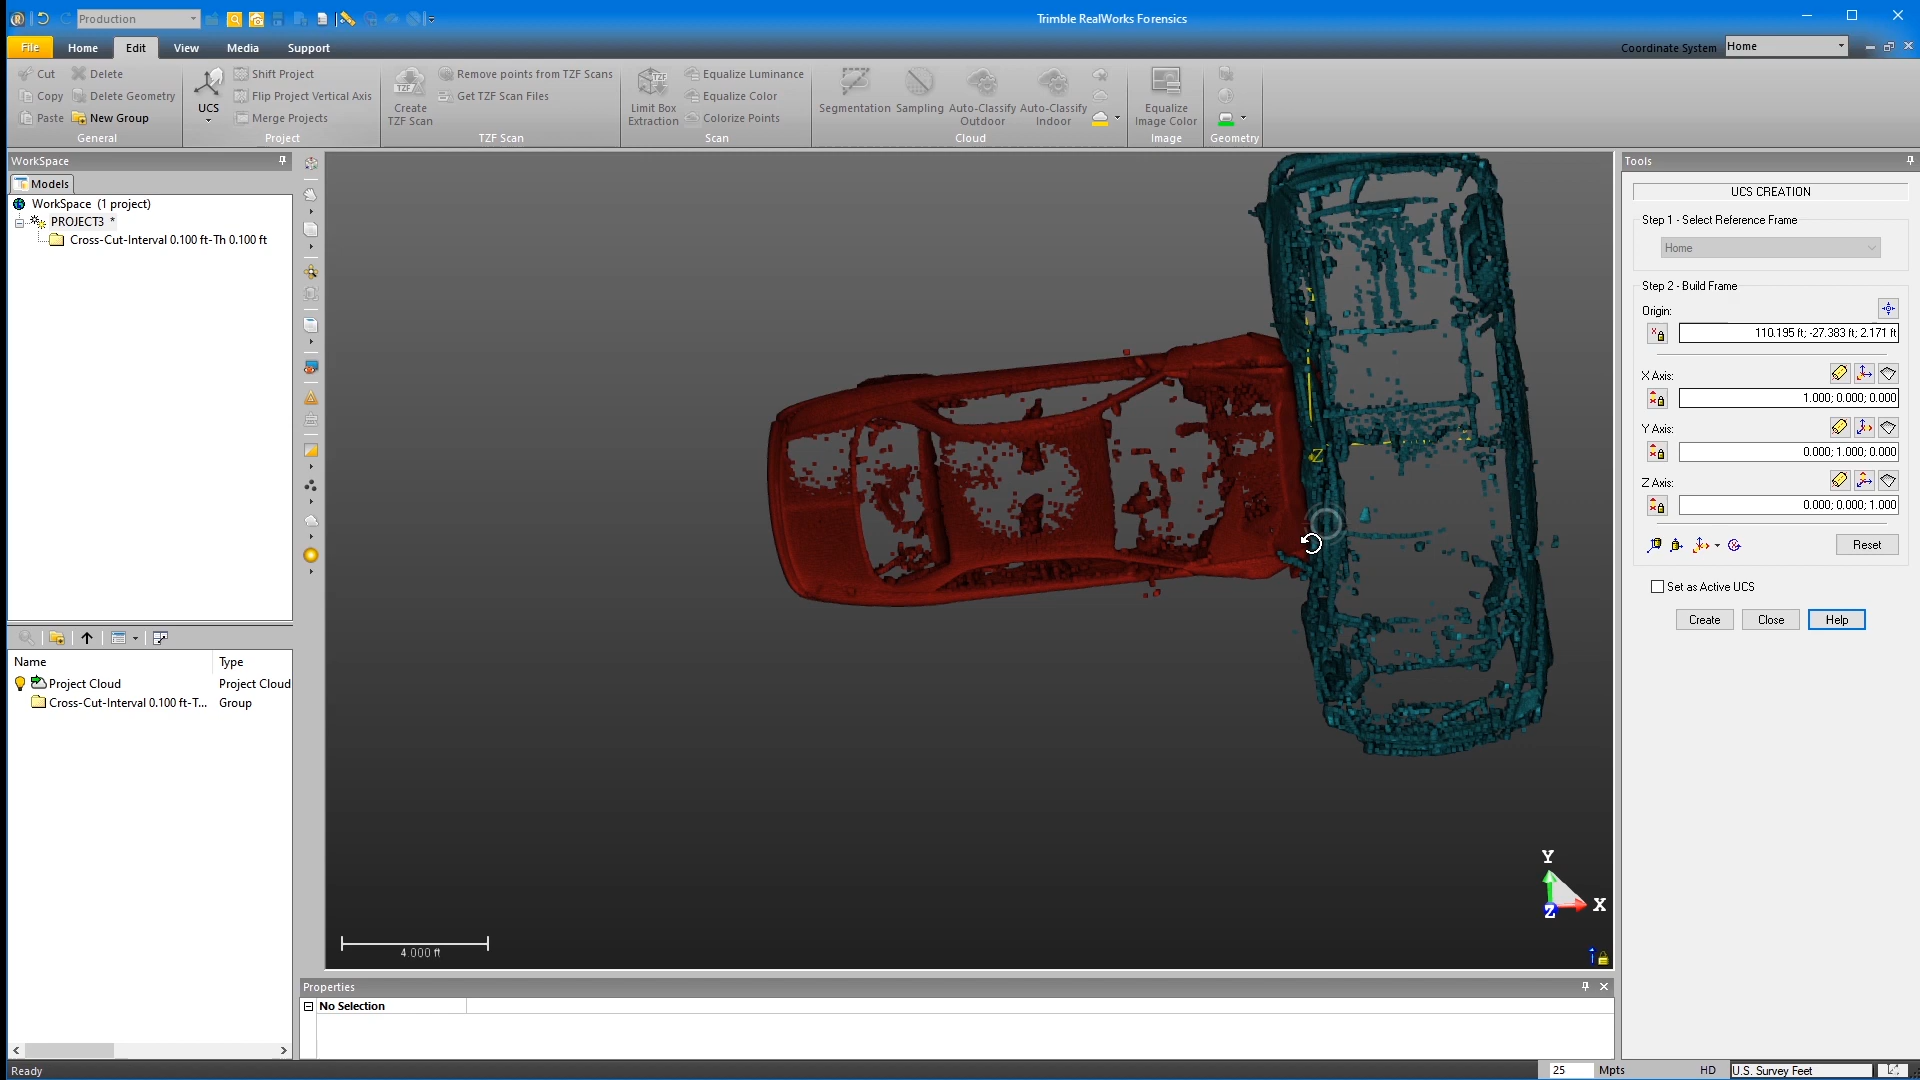 Production
Trimble RealWorks Forensics
File Home Edit View Media Support
Coordinate System Home
Cut Delete
Copy Delete Geometry
Paste New Group
General
UCS
Shift Project
Flip Project Vertical Axis
Merge Projects
Project
Create TZF Scan
Remove points from TZF Scans
Get TZF Scan Files
TZF Scan
Limit Box Extraction
Equalize Luminance
Equalize Color
Colorize Points
Scan
Segmentation Sampling Auto-Classify Outdoor Auto-Classify Indoor
Cloud
Equalize Image Color
Image
Geometry
WorkSpace
Models
WorkSpace (1 project)
PROJECT3 *
Cross-Cut-Interval 0.100 ft-Th 0.100 ft
Name Type
Project Cloud Project Cloud
Cross-Cut-Interval 0.100 ft-T... Group
Z
Y
X
Z
4.000 ft
Properties
No Selection
Tools
UCS CREATION
Step 1 - Select Reference Frame
Home
Step 2 - Build Frame
Origin:
110.195 ft; -27.383 ft; 2.171 ft
X Axis:
1.000; 0.000; 0.000
Y Axis:
0.000; 1.000; 0.000
Z Axis:
0.000; 0.000; 1.000
Reset
Set as Active UCS
Create Close Help
Ready
25 Mpts HD U.S. Survey Feet